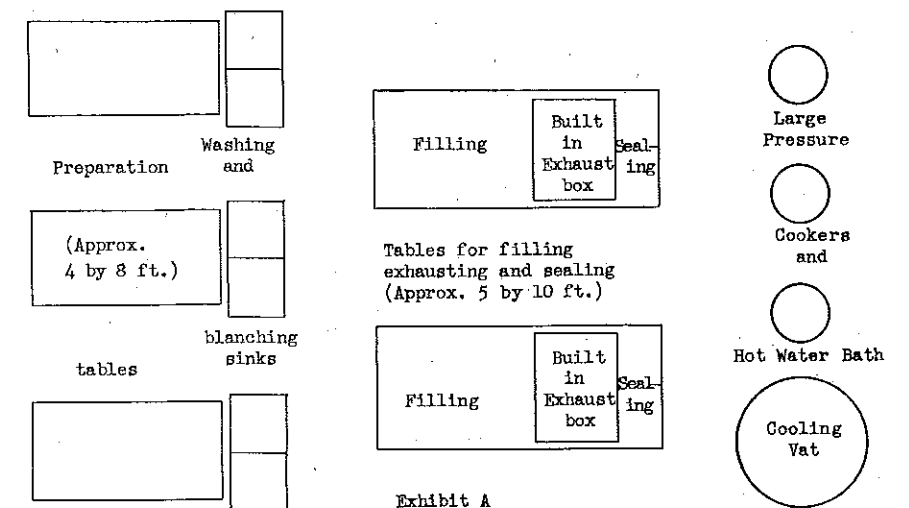 Preparation
(Approx.
4 by 8 ft.)
tables
Washing
and
blanching
sinks
Filling
Built
in
Exhaust
box
Seal-
ing
Tables for filling
exhausting and sealing
(Approx. 5 by 10 ft.)
Filling
Built
in
Exhaust
box
Seal-
ing
Exhibit A
Large
Pressure
Cookers
and
Hot Water Bath
Cooling
Vat